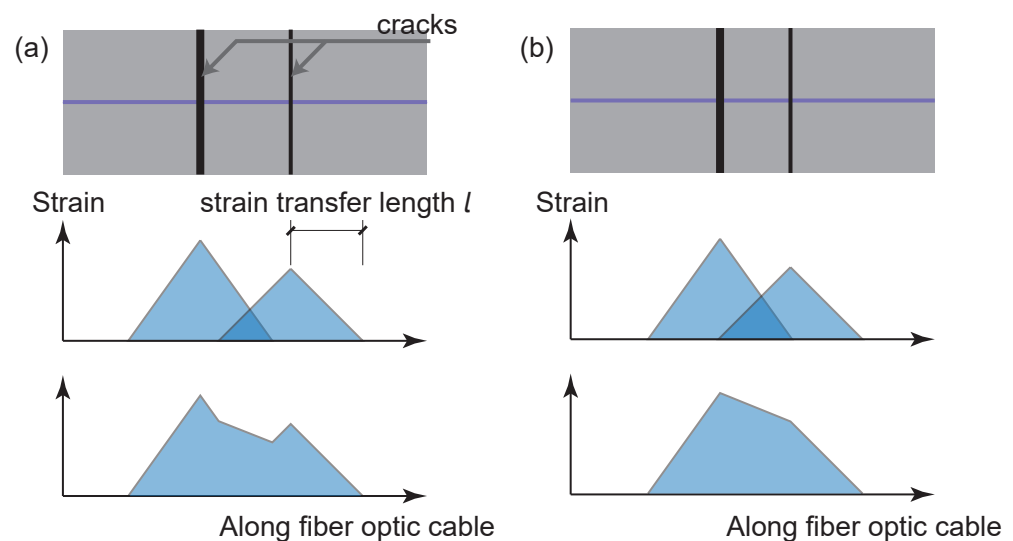 cracks
(a)
(b)
Strain
strain transfer length l
Strain
Along fiber optic cable
Along fiber optic cable